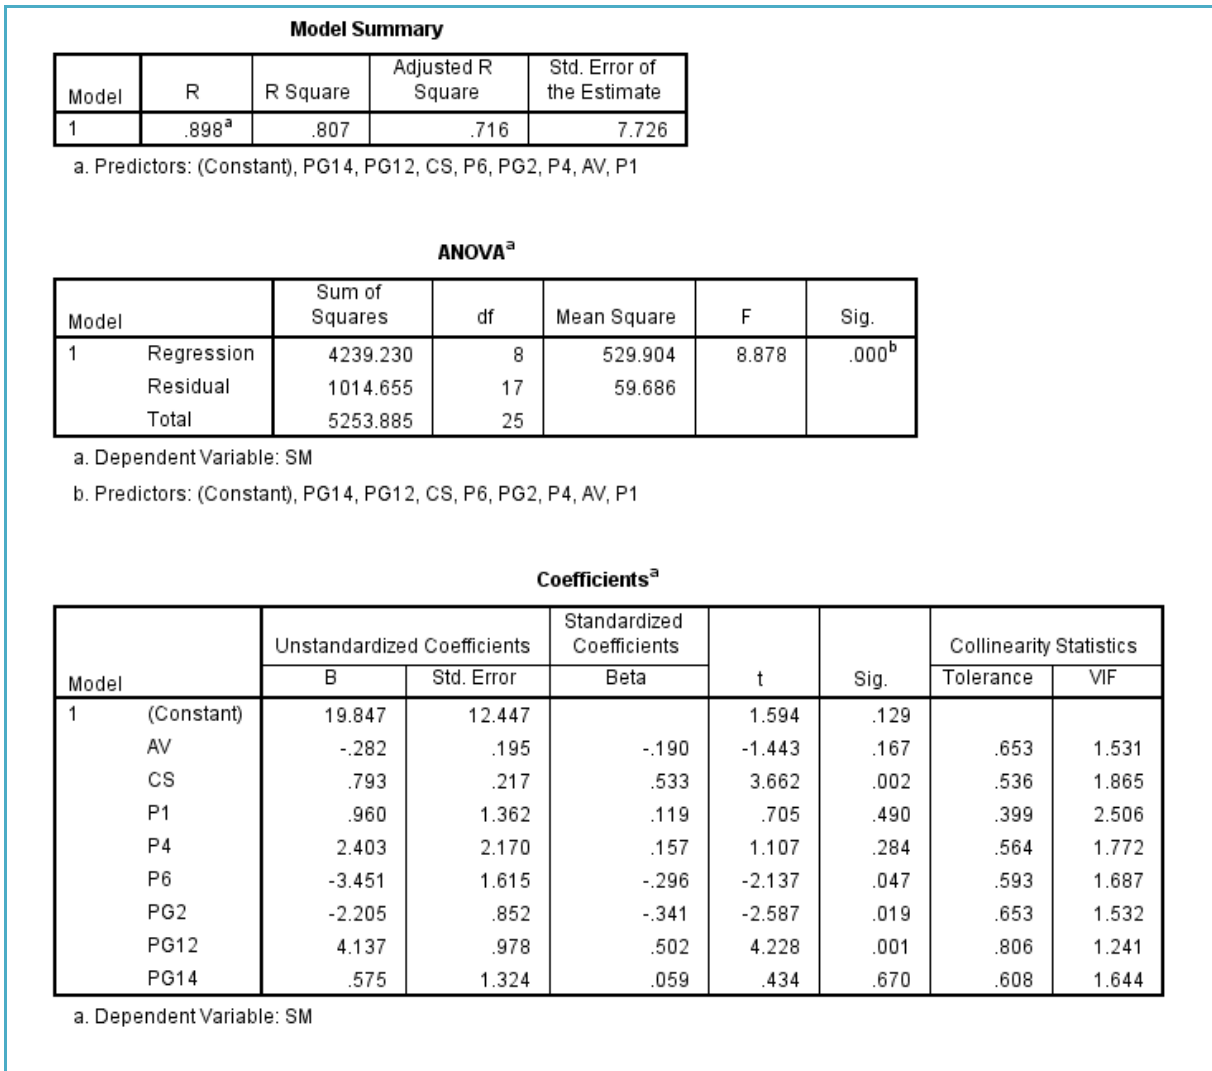 Model Summary
Model R R Square Adjusted R Square Std. Error of the Estimate
1 .898a .807 .716 7.726
a. Predictors: (Constant), PG14, PG12, CS, P6, PG2, P4, AV, P1
ANOVAa
Model Sum of Squares df Mean Square F Sig.
1 Regression 4239.230 8 529.904 8.878 .000b
Residual 1014.655 17 59.686
Total 5253.885 25
a. Dependent Variable: SM
b. Predictors: (Constant), PG14, PG12, CS, P6, PG2, P4, AV, P1
Coefficientsa
Model Unstandardized Coefficients Standardized Coefficients t Sig. Collinearity Statistics
B Std. Error Beta Tolerance VIF
1 (Constant) 19.847 12.447 1.594 .129
AV -.282 .195 -.190 -1.443 .167 .653 1.531
CS .793 .217 .533 3.662 .002 .536 1.865
P1 .960 1.362 .119 .705 .490 .399 2.506
P4 2.403 2.170 .157 1.107 .284 .564 1.772
P6 -3.451 1.615 -.296 -2.137 .047 .593 1.687
PG2 -2.205 .852 -.341 -2.587 .019 .653 1.532
PG12 4.137 .978 .502 4.228 .001 .806 1.241
PG14 .575 1.324 .059 .434 .670 .608 1.644
a. Dependent Variable: SM